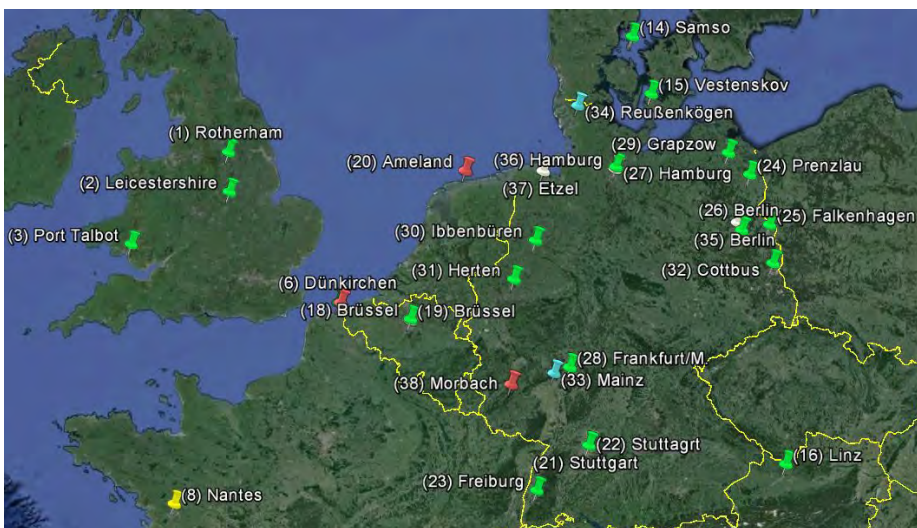 (14) Samso
(15) Vestenskov
(34) Reußenkögen
(1) Rotherham
(29) Grapzow
(20) Ameland
(36) Hamburg
(24) Prenzlau
(27) Hamburg
(2) Leicestershire
(37) Etzel
(26) Berlin
(25) Falkenhagen
(3) Port Talbot
(30) Ibbenbüren
(35) Berlin
(32) Cottbus
(31) Herten
(6) Dünkirchen
(18) Brüssel
(19) Brüssel
(28) Frankfurt/M.
(33) Mainz
(38) Morbach
(22) Stuttagrt
(16) Linz
(21) Stuttgart
(23) Freiburg
(8) Nantes